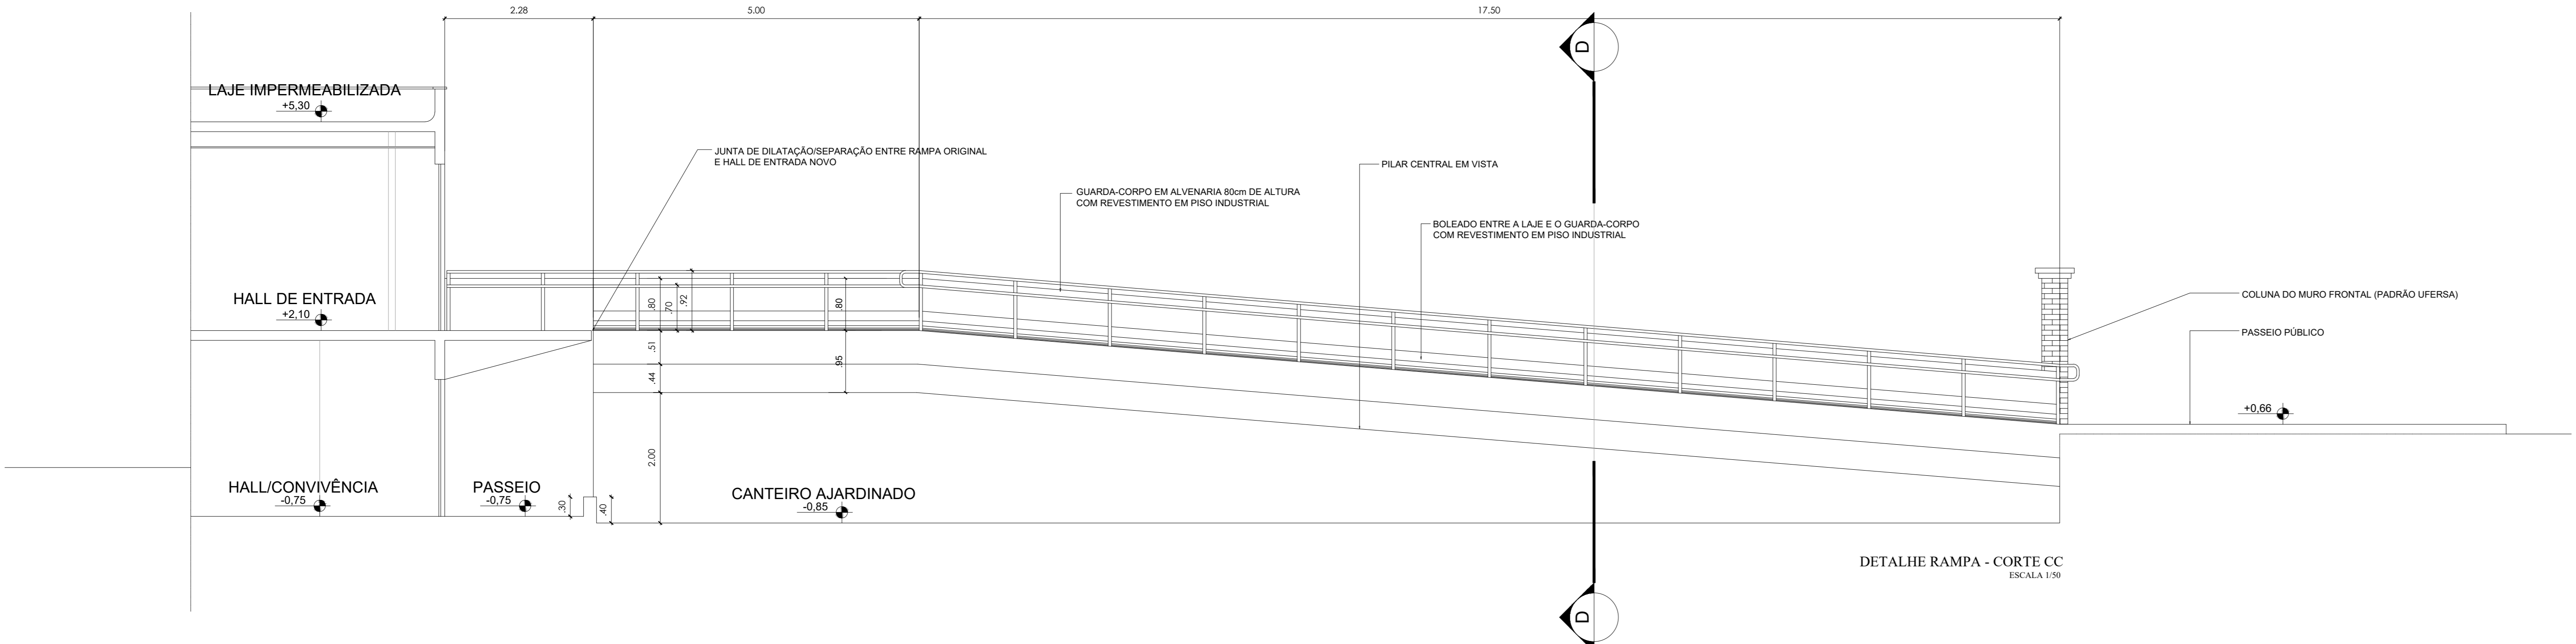 2.28
5.00
17.50
D
LAJE IMPERMEABILIZADA
+5,30
JUNTA DE DILATAÇÃO/SEPARAÇÃO ENTRE RAMPA ORIGINAL
E HALL DE ENTRADA NOVO
PILAR CENTRAL EM VISTA
GUARDA-CORPO EM ALVENARIA 80cm DE ALTURA
COM REVESTIMENTO EM PISO INDUSTRIAL
BOLEADO ENTRE A LAJE E O GUARDA-CORPO
COM REVESTIMENTO EM PISO INDUSTRIAL
HALL DE ENTRADA
+2,10
.80
.70
.92
.80
COLUNA DO MURO FRONTAL (PADRÃO UFERSA)
PASSEIO PÚBLICO
.51
.95
.44
+0,66
2.00
HALL/CONVIVÊNCIA
-0,75
PASSEIO
-0,75
.30
.40
CANTEIRO AJARDINADO
-0,85
DETALHE RAMPA - CORTE CC
ESCALA 1/50
D